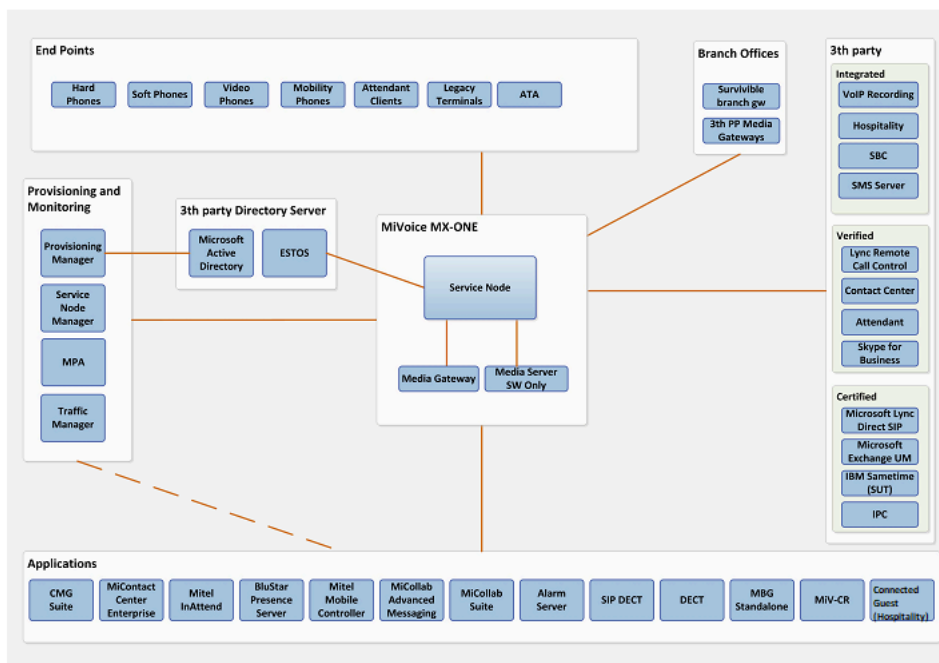 End Points
Hard
Phones
Soft Phones
Video
Phones
Mobility
Phones
Attendant
Clients
Legacy
Terminals
ATA
Branch Offices
Survivible
branch gw
3th PP Media
Gateways
3th party
Integrated
VoIP Recording
Hospitality
SBC
SMS Server
Verified
Lync Remote
Call Control
Contact Center
Attendant
Skype for
Business
Certified
Microsoft Lync
Direct SIP
Microsoft
Exchange UM
IBM Sametime
(SUT)
IPC
Provisioning and
Monitoring
Provisioning
Manager
Service
Node
Manager
MPA
Traffic
Manager
3th party Directory Server
Microsoft
Active
Directory
ESTOS
MiVoice MX-ONE
Service Node
Media Gateway
Media Server
SW Only
Applications
CMG
Suite
MiContact
Center
Enterprise
Mitel
InAttend
BluStar
Presence
Server
Mitel
Mobile
Controller
MiCollab
Advanced
Messaging
MiCollab
Suite
Alarm
Server
SIP DECT
DECT
MBG
Standalone
MiV-CR
Connected
Guest
(Hospitality)